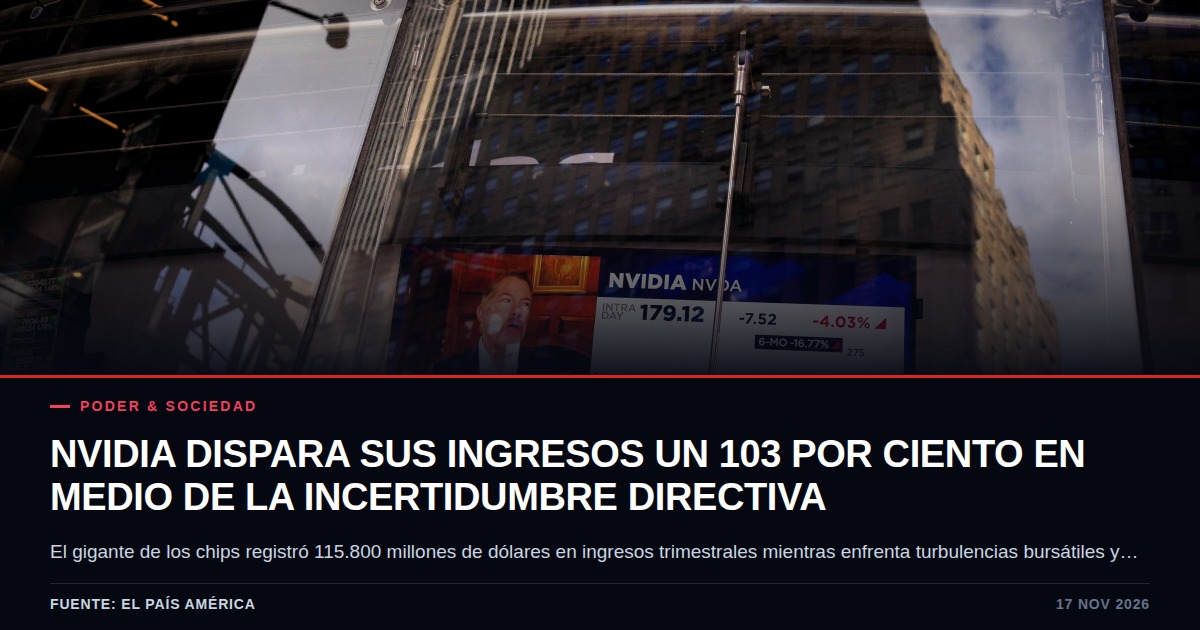 NVIDIA NVDA
INTRA DAY 179.12 -7.52 -4.03%
6-MO -16.77%
275
PODER & SOCIEDAD
NVIDIA DISPARA SUS INGRESOS UN 103 POR CIENTO EN
MEDIO DE LA INCERTIDUMBRE DIRECTIVA
El gigante de los chips registró 115.800 millones de dólares en ingresos trimestrales mientras enfrenta turbulencias bursátiles y…
FUENTE: EL PAÍS AMÉRICA
17 NOV 2026